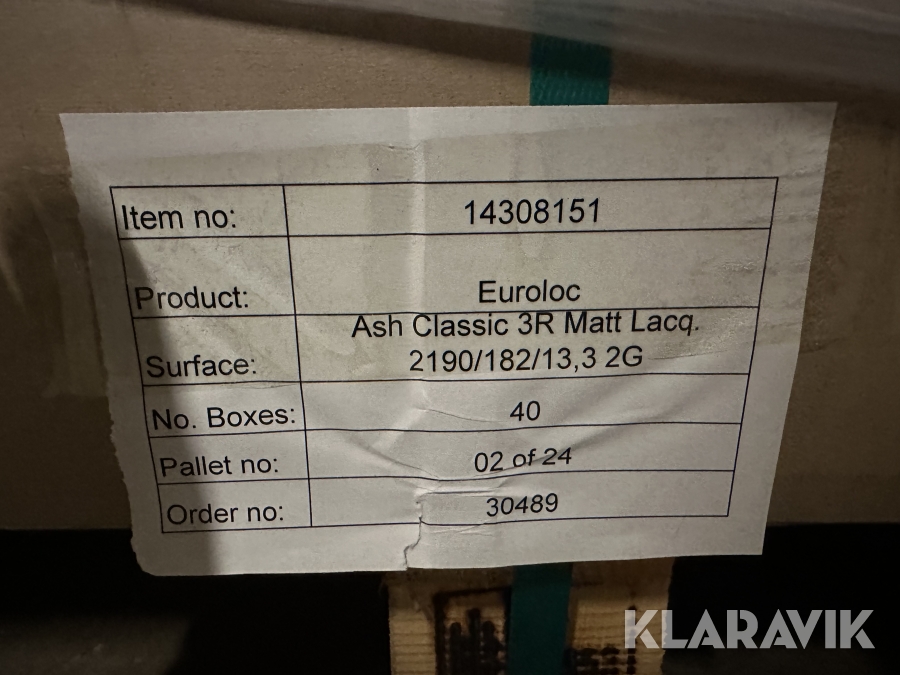 Item no: 14308151
Product: Euroloc
Ash Classic 3R Matt Lacq.
Surface: 2190/182/13,3 2G
No. Boxes: 40
Pallet no: 02 of 24
Order no: 30489
KLARAVIK